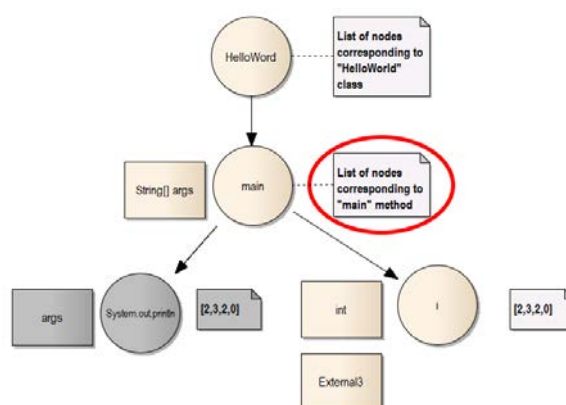 HelloWord
List of nodes
corresponding to
"HelloWorld"
class
String[] args
main
List of nodes
corresponding to
"main" method
args
System.out.println
[2,3,2,0]
int
i
[2,3,2,0]
External3